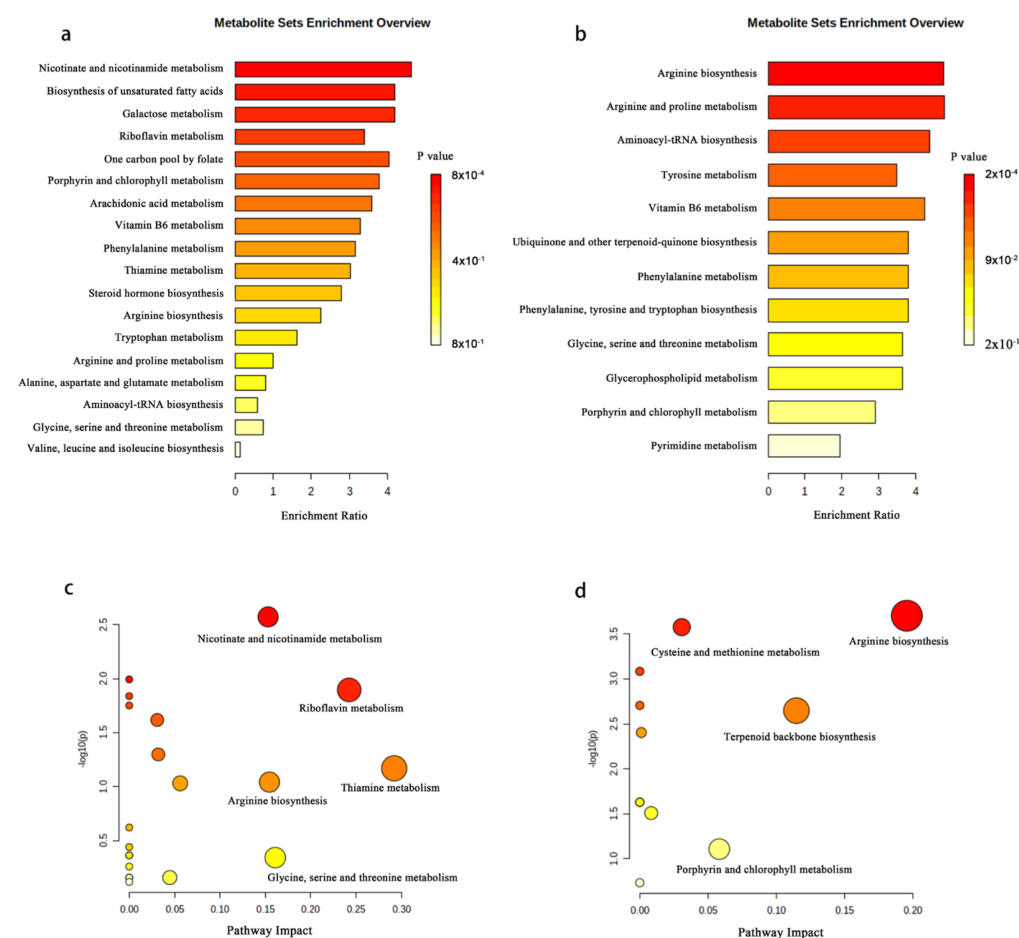 a
Metabolite Sets Enrichment Overview
Nicotinate and nicotinamide metabolism
Biosynthesis of unsaturated fatty acids
Galactose metabolism
Riboflavin metabolism
One carbon pool by folate
Porphyrin and chlorophyll metabolism
Arachidonic acid metabolism
Vitamin B6 metabolism
Phenylalanine metabolism
Thiamine metabolism
Steroid hormone biosynthesis
Arginine biosynthesis
Tryptophan metabolism
Arginine and proline metabolism
Alanine, aspartate and glutamate metabolism
Aminoacyl-tRNA biosynthesis
Glycine, serine and threonine metabolism
Valine, leucine and isoleucine biosynthesis
0 1 2 3 4
Enrichment Ratio
P value
8x10-4
4x10-1
8x10-1
b
Metabolite Sets Enrichment Overview
Arginine biosynthesis
Arginine and proline metabolism
Aminoacyl-tRNA biosynthesis
Tyrosine metabolism
Vitamin B6 metabolism
Ubiquinone and other terpenoid-quinone biosynthesis
Phenylalanine metabolism
Phenylalanine, tyrosine and tryptophan biosynthesis
Glycine, serine and threonine metabolism
Glycerophospholipid metabolism
Porphyrin and chlorophyll metabolism
Pyrimidine metabolism
0 1 2 3 4
Enrichment Ratio
P value
2x10-4
9x10-2
2x10-1
c
-log10(p)
2.5
2.0
1.5
1.0
0.5
Nicotinate and nicotinamide metabolism
Riboflavin metabolism
Thiamine metabolism
Arginine biosynthesis
Glycine, serine and threonine metabolism
0.00 0.05 0.10 0.15 0.20 0.25 0.30
Pathway Impact
d
-log10(p)
3.5
3.0
2.5
2.0
1.5
1.0
Arginine biosynthesis
Cysteine and methionine metabolism
Terpenoid backbone biosynthesis
Porphyrin and chlorophyll metabolism
0.00 0.05 0.10 0.15 0.20
Pathway Impact